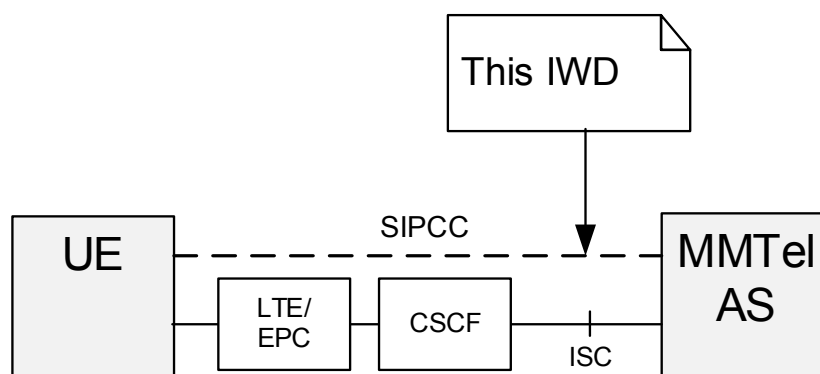 This IWD
SIPCC
UE
MMTel
AS
LTE/
EPC
CSCF
ISC